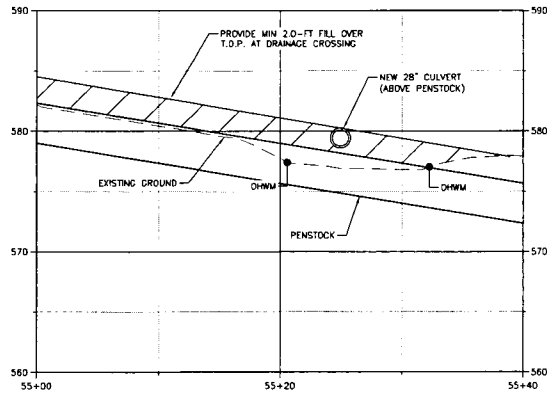 590
590
PROVIDE MIN 2.0-FT FILL OVER
T.O.P. AT DRAINAGE CROSSING
NEW 28" CULVERT
(ABOVE PENSTOCK)
580
580
EXISTING GROUND
OHWM
OHWM
PENSTOCK
570
570
560
560
55+00
55+20
55+40